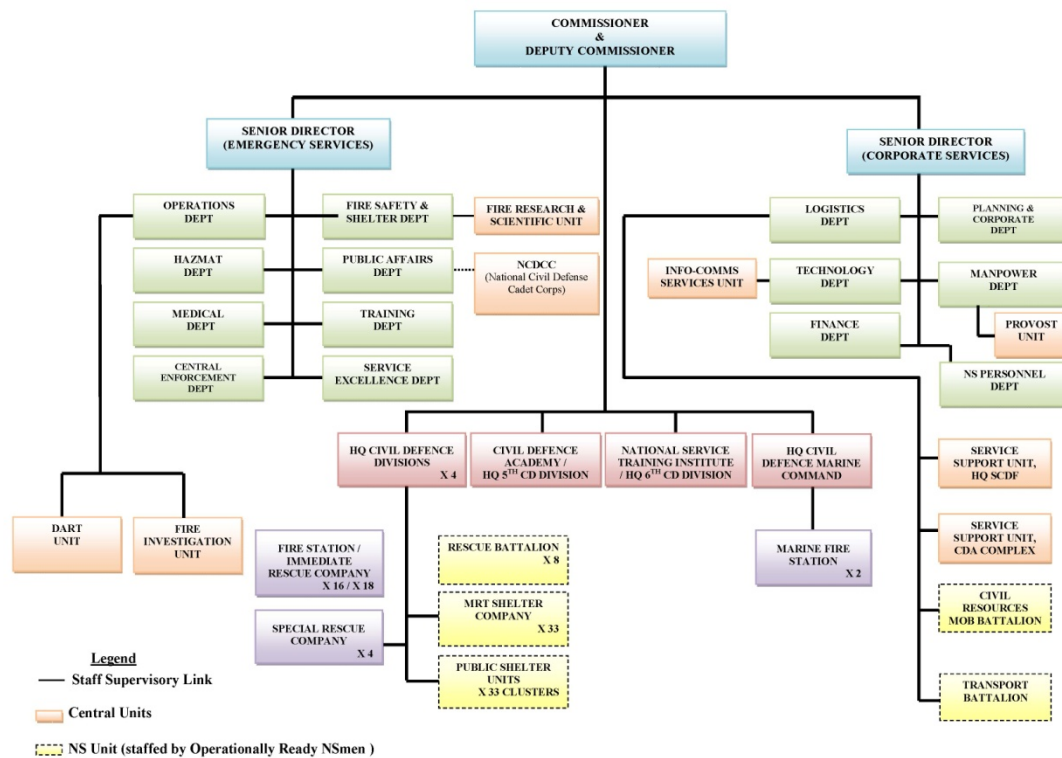 COMMISSIONER
&
DEPUTY COMMISSIONER
SENIOR DIRECTOR
(EMERGENCY SERVICES)
SENIOR DIRECTOR
(CORPORATE SERVICES)
OPERATIONS
DEPT
FIRE SAFETY &
SHELTER DEPT
FIRE RESEARCH &
SCIENTIFIC UNIT
HAZMAT
DEPT
PUBLIC AFFAIRS
DEPT
NCDCC
(National Civil Defense
Cadet Corps)
MEDICAL
DEPT
TRAINING
DEPT
CENTRAL
ENFORCEMENT
DEPT
SERVICE
EXCELLENCE DEPT
LOGISTICS
DEPT
PLANNING &
CORPORATE
DEPT
INFO-COMMS
SERVICES UNIT
TECHNOLOGY
DEPT
MANPOWER
DEPT
FINANCE
DEPT
PROVOST
UNIT
NS PERSONNEL
DEPT
HQ CIVIL DEFENCE
DIVISIONS
X 4
CIVIL DEFENCE
ACADEMY /
HQ 5TH CD DIVISION
NATIONAL SERVICE
TRAINING INSTITUTE
/ HQ 6TH CD DIVISION
HQ CIVIL
DEFENCE MARINE
COMMAND
DART
UNIT
FIRE
INVESTIGATION
UNIT
FIRE STATION /
IMMEDIATE
RESCUE COMPANY
X 16 / X 18
SPECIAL RESCUE
COMPANY
X 4
RESCUE BATTALION
X 8
MRT SHELTER
COMPANY
X 33
PUBLIC SHELTER
UNITS
X 33 CLUSTERS
MARINE FIRE
STATION
X 2
SERVICE
SUPPORT UNIT,
HQ SCDF
SERVICE
SUPPORT UNIT,
CDA COMPLEX
CIVIL
RESOURCES
MOB BATTALION
TRANSPORT
BATTALION
Legend
Staff Supervisory Link
Central Units
NS Unit (staffed by Operationally Ready NSmen )